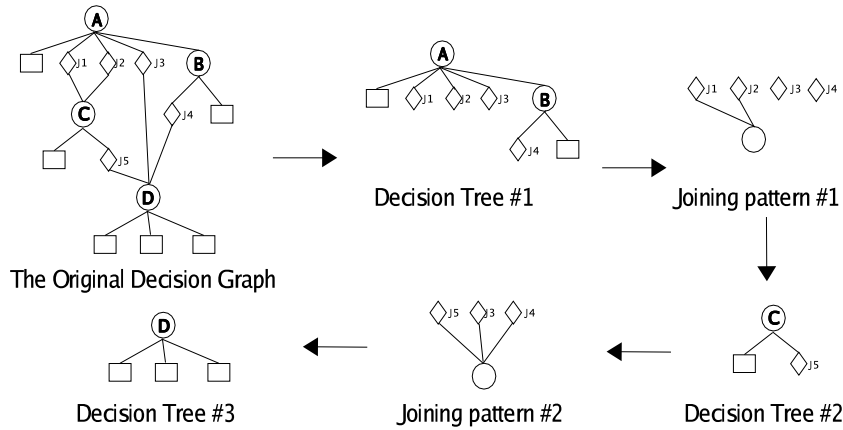 A
J1 J2 J3 B
C J4
J5
D
The Original Decision Graph
A
J1 J2 J3 B
J4
Decision Tree #1
J1 J2 J3 J4
Joining pattern #1
C
J5
Decision Tree #2
J5 J3 J4
Joining pattern #2
D
Decision Tree #3